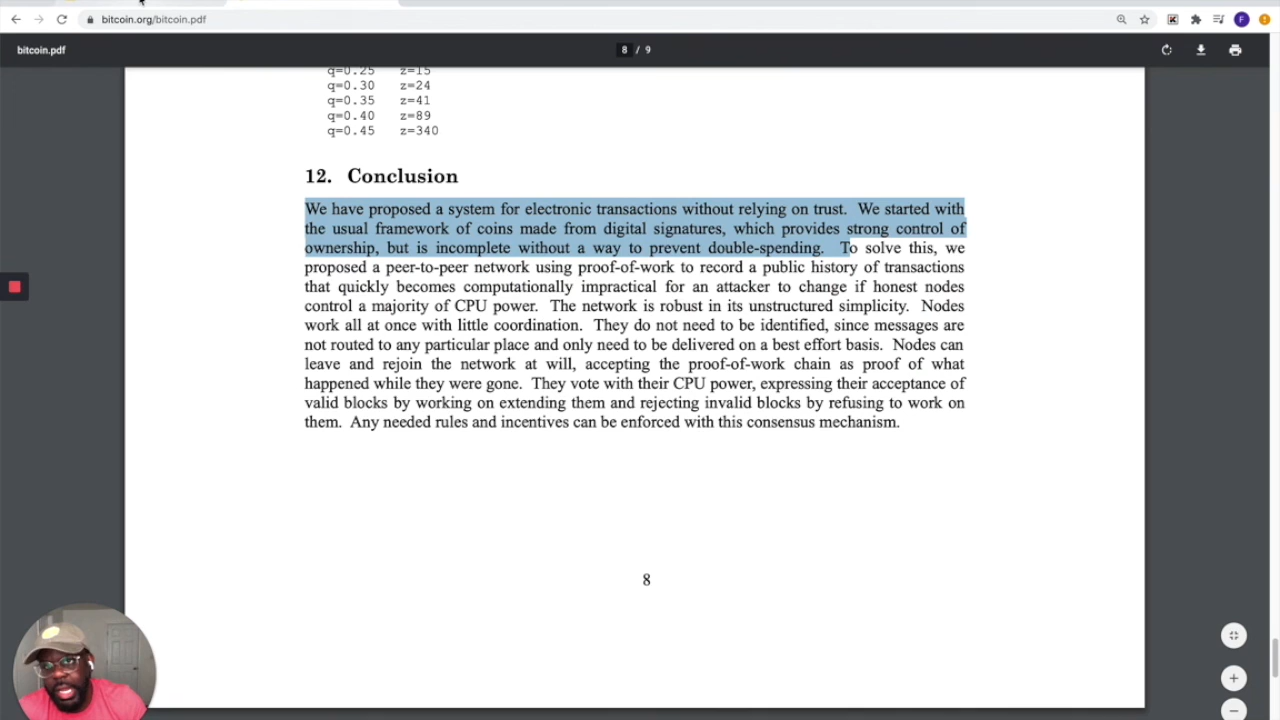 bitcoin.org/bitcoin.pdf
F
bitcoin.pdf
8 / 9
q=0.25 z=15
q=0.30 z=24
q=0.35 z=41
q=0.40 z=89
q=0.45 z=340
12. Conclusion
We have proposed a system for electronic transactions without relying on trust. We started with
the usual framework of coins made from digital signatures, which provides strong control of
ownership, but is incomplete without a way to prevent double-spending. To solve this, we
proposed a peer-to-peer network using proof-of-work to record a public history of transactions
that quickly becomes computationally impractical for an attacker to change if honest nodes
control a majority of CPU power. The network is robust in its unstructured simplicity. Nodes
work all at once with little coordination. They do not need to be identified, since messages are
not routed to any particular place and only need to be delivered on a best effort basis. Nodes can
leave and rejoin the network at will, accepting the proof-of-work chain as proof of what
happened while they were gone. They vote with their CPU power, expressing their acceptance of
valid blocks by working on extending them and rejecting invalid blocks by refusing to work on
them. Any needed rules and incentives can be enforced with this consensus mechanism.
8